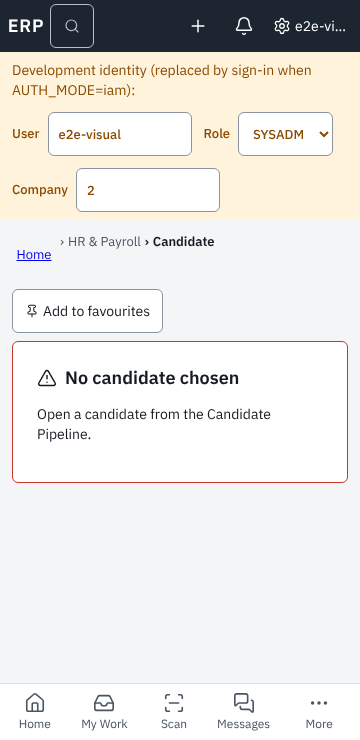 ERP
e2e-vi...
Development identity (replaced by sign-in when
AUTH_MODE=iam):
User e2e-visual Role SYSADM
Company 2
Home › HR & Payroll › Candidate
Add to favourites
No candidate chosen
Open a candidate from the Candidate
Pipeline.
Home My Work Scan Messages More